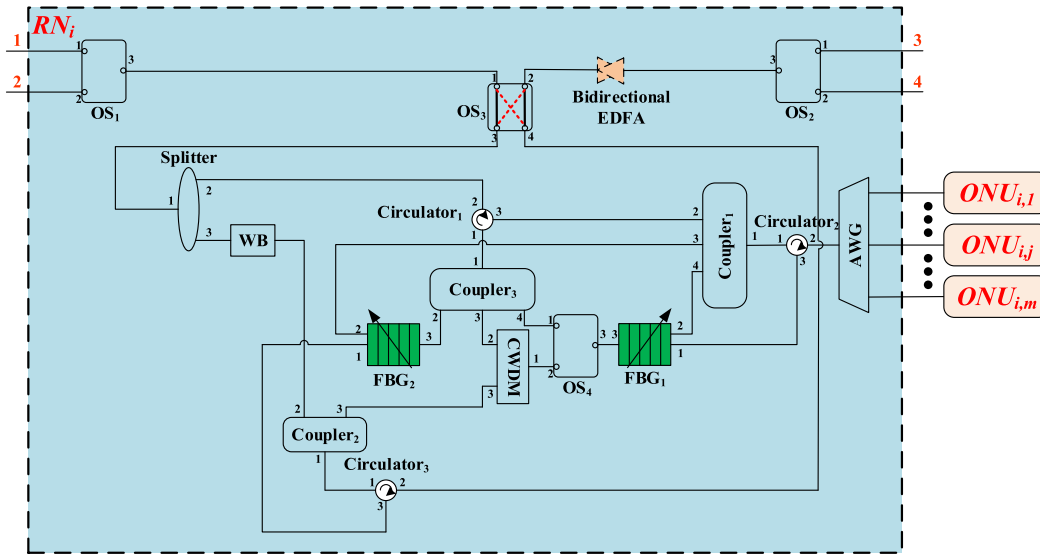 RNi
1
2
3
4
1
2
3
OS1
1
2
3
4
OS3
Bidirectional
EDFA
3
1
2
OS2
Splitter
1
2
3
WB
Circulator1
2
3
1
2
3
4
Coupler1
1
Circulator2
1
2
3
AWG
ONUi,1
ONUi,j
ONUi,m
1
Coupler3
2
3
4
2
1
3
FBG2
2
3
CWDM
1
1
2
3
OS4
3
2
1
FBG1
2
3
Coupler2
1
Circulator3
1
2
3